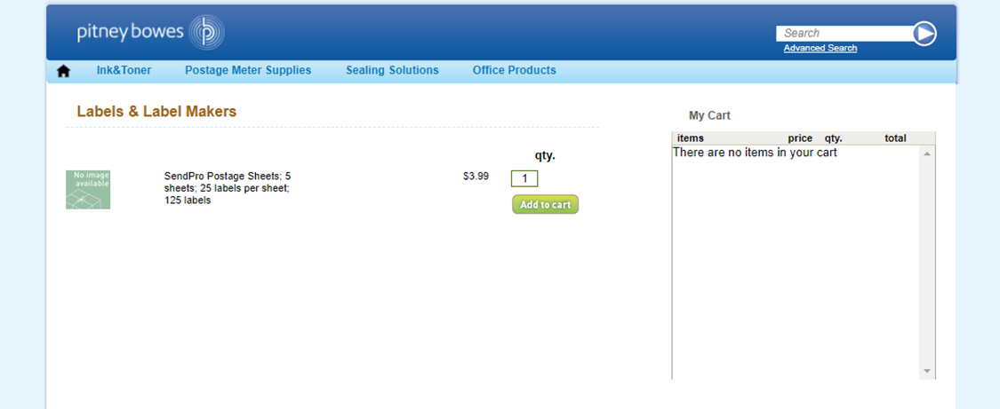 pitney bowes
Search
Advanced Search
Ink&Toner Postage Meter Supplies Sealing Solutions Office Products
Labels & Label Makers
qty.
No image
available
SendPro Postage Sheets; 5
sheets; 25 labels per sheet;
125 labels
$3.99
1
Add to cart
My Cart
items price qty. total
There are no items in your cart